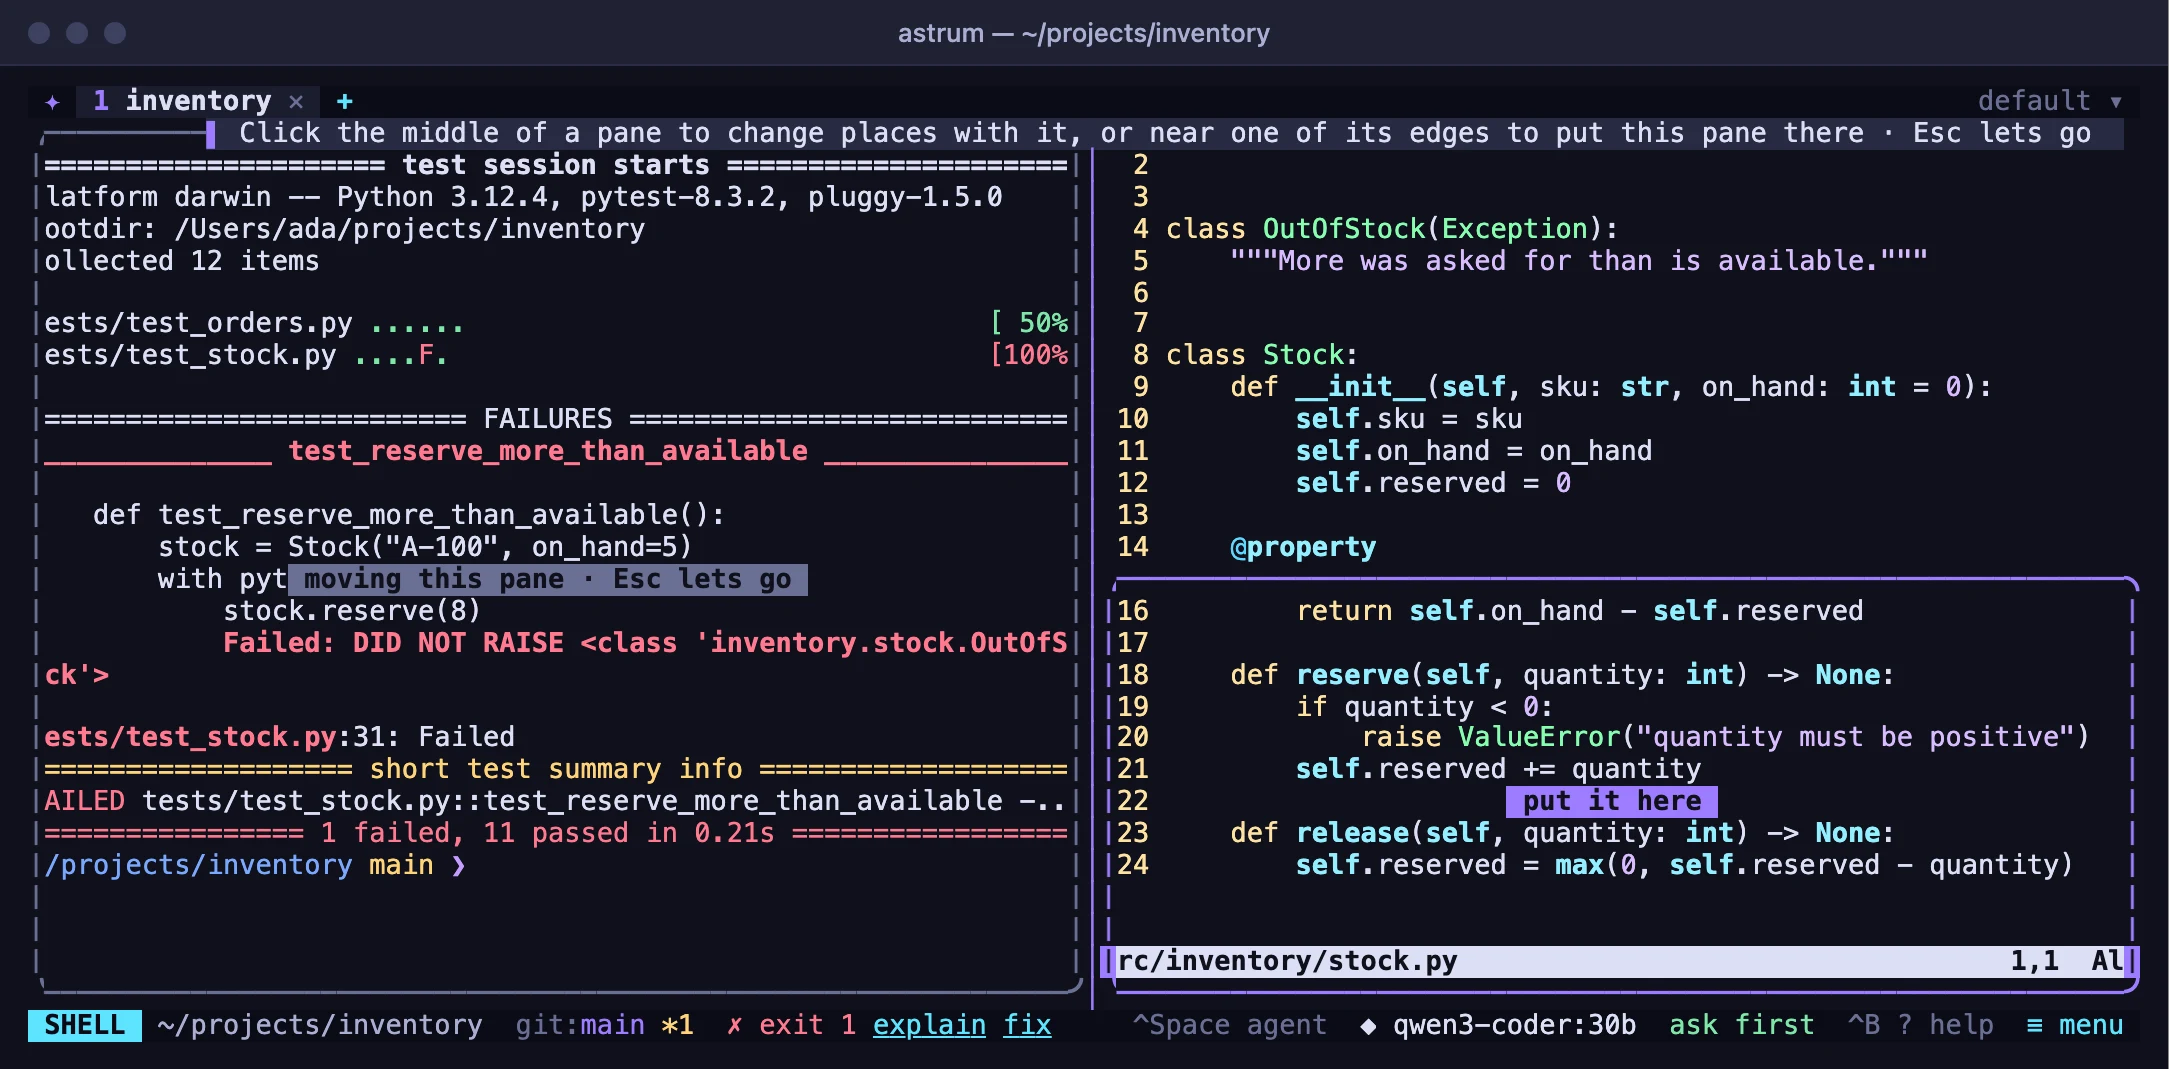 astrum — ~/projects/inventory
✦ 1 inventory × + default ▾
Click the middle of a pane to change places with it, or near one of its edges to put this pane there · Esc lets go
===================== test session starts =====================
latform darwin -- Python 3.12.4, pytest-8.3.2, pluggy-1.5.0
ootdir: /Users/ada/projects/inventory
ollected 12 items
ests/test_orders.py ...... [ 50%
ests/test_stock.py ....F. [100%
========================== FAILURES ===========================
______________ test_reserve_more_than_available _______________
def test_reserve_more_than_available():
stock = Stock("A-100", on_hand=5)
with pyt moving this pane · Esc lets go
stock.reserve(8)
Failed: DID NOT RAISE <class 'inventory.stock.OutOfS
ck'>
ests/test_stock.py:31: Failed
=================== short test summary info ===================
AILED tests/test_stock.py::test_reserve_more_than_available -..
================ 1 failed, 11 passed in 0.21s =================
/projects/inventory main ❯
2
3
4 class OutOfStock(Exception):
5 """More was asked for than is available."""
6
7
8 class Stock:
9 def __init__(self, sku: str, on_hand: int = 0):
10 self.sku = sku
11 self.on_hand = on_hand
12 self.reserved = 0
13
14 @property
16 return self.on_hand - self.reserved
17
18 def reserve(self, quantity: int) -> None:
19 if quantity < 0:
20 raise ValueError("quantity must be positive")
21 self.reserved += quantity
22 put it here
23 def release(self, quantity: int) -> None:
24 self.reserved = max(0, self.reserved - quantity)
rc/inventory/stock.py 1,1 Al
SHELL ~/projects/inventory git:main *1 ✗ exit 1 explain fix ^Space agent ◆ qwen3-coder:30b ask first ^B ? help ≡ menu